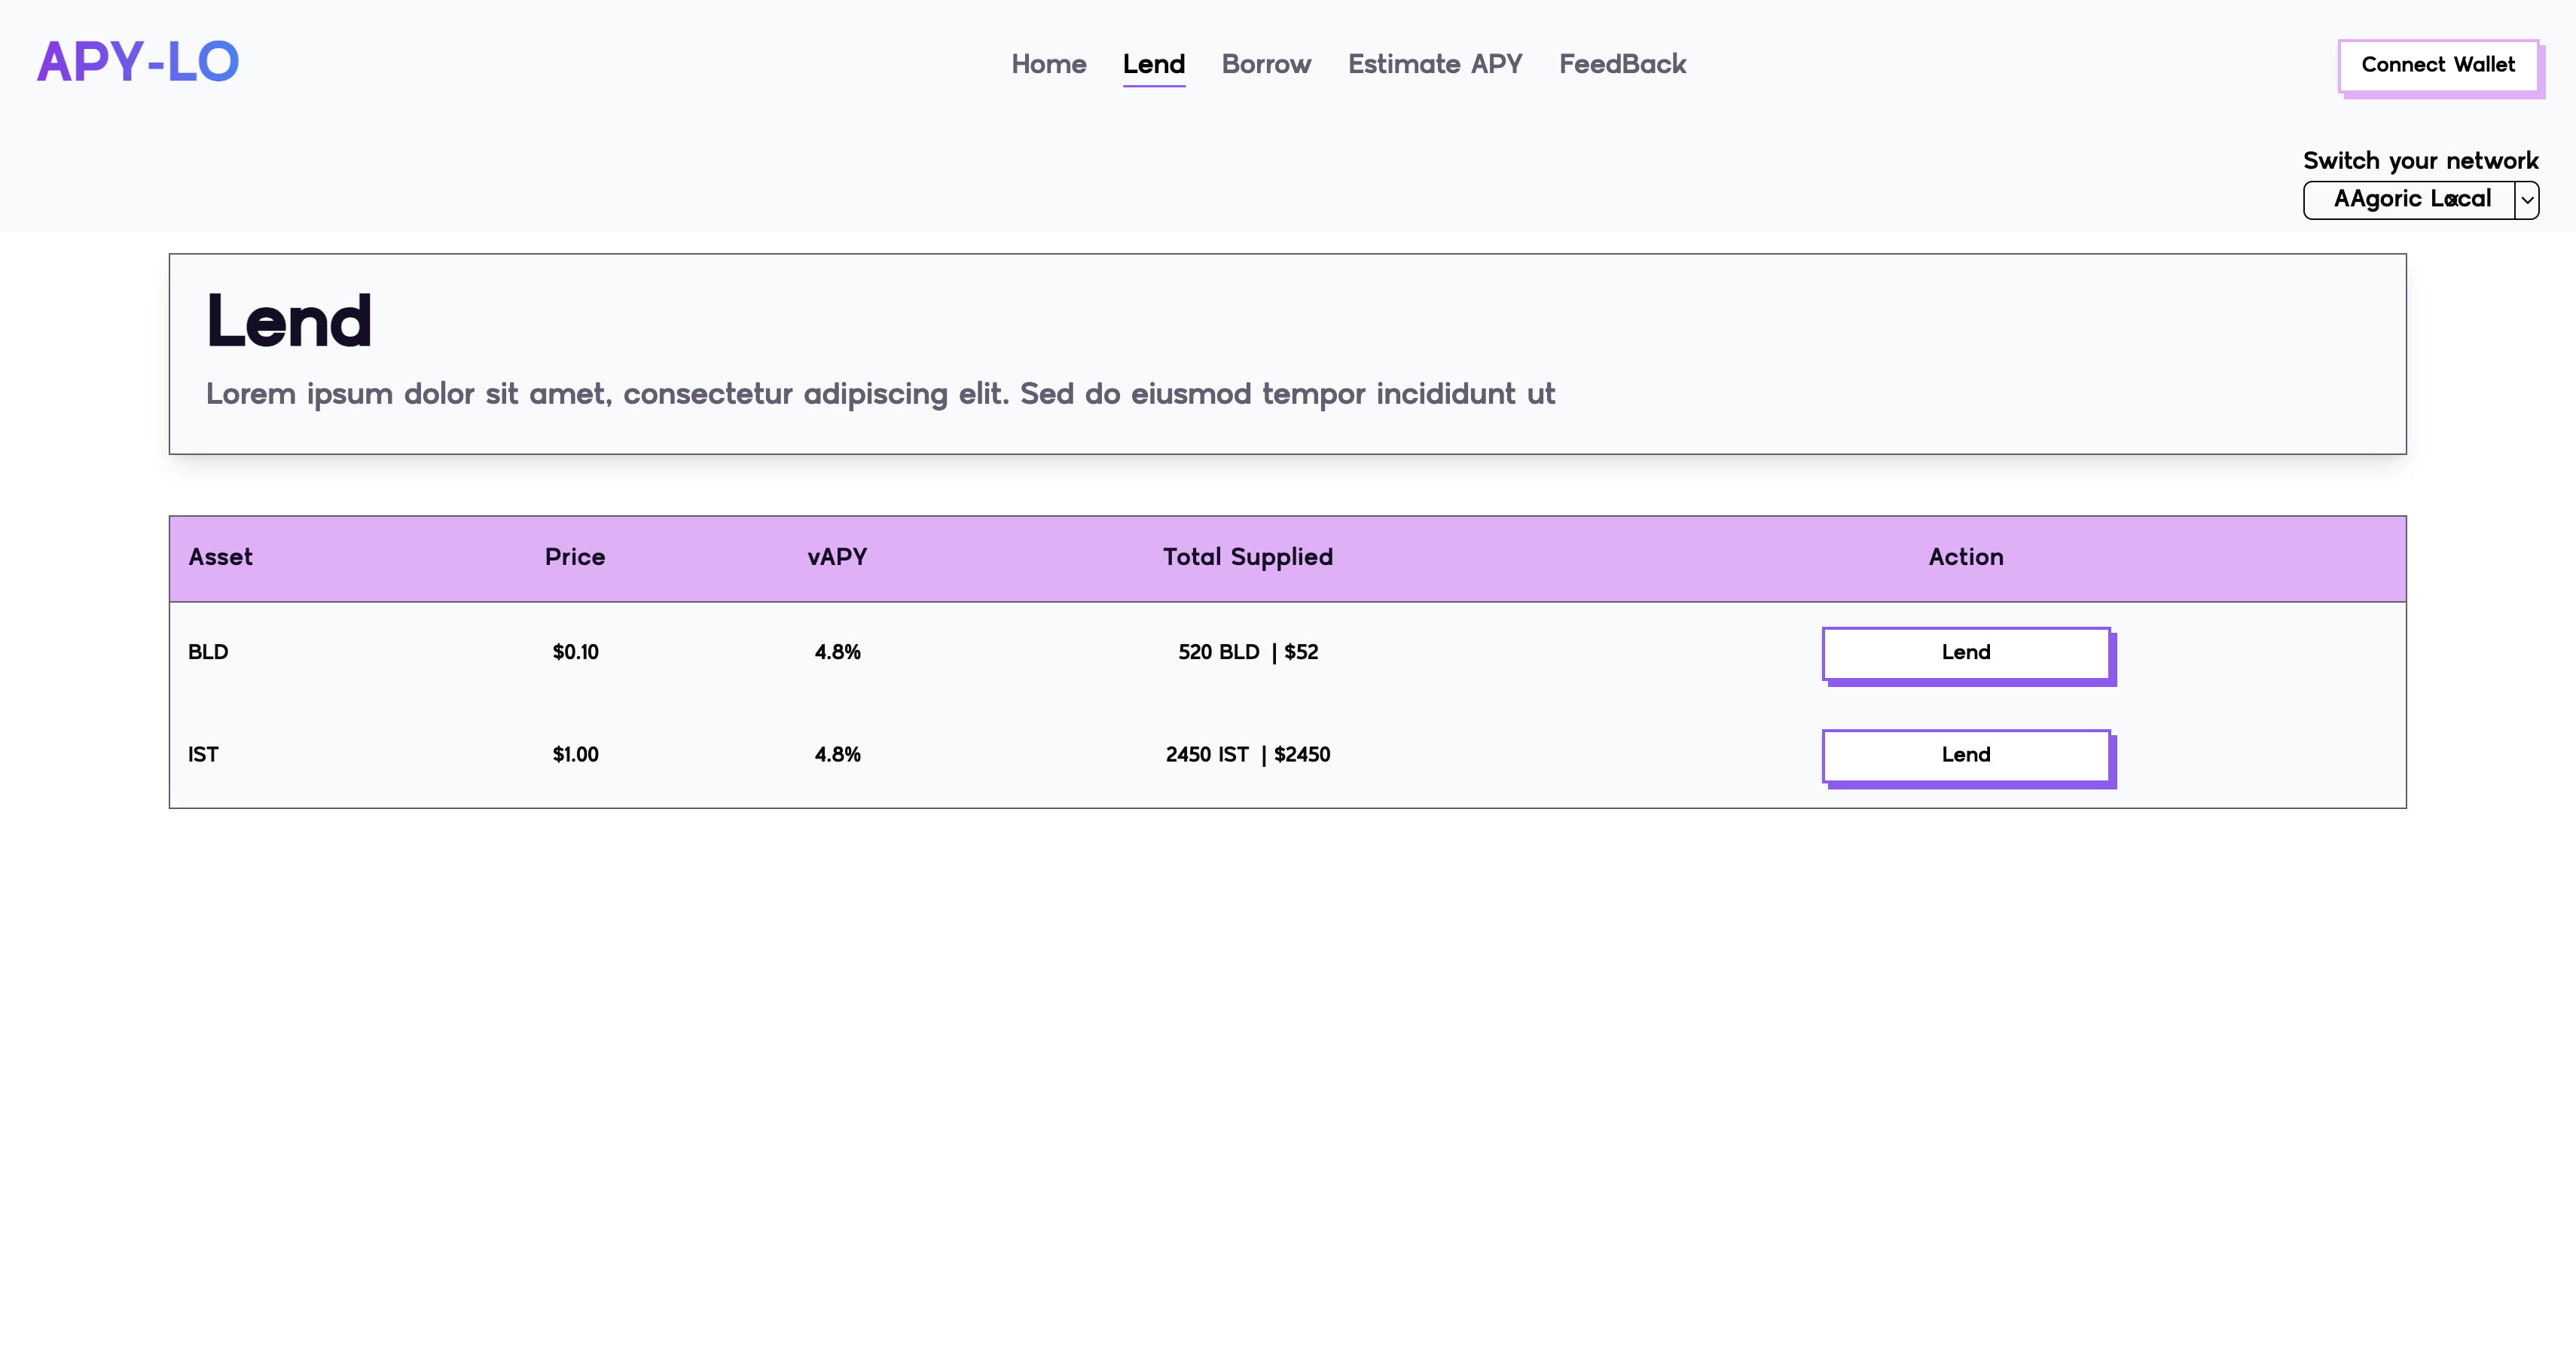 APY-LO
Home Lend Borrow Estimate APY FeedBack
Connect Wallet
Switch your network
Lend
Lorem ipsum dolor sit amet, consectetur adipiscing elit. Sed do eiusmod tempor incididunt ut
Asset Price vAPY Total Supplied Action
BLD $0.10 4.8% 520 BLD | $52 Lend
IST $1.00 4.8% 2450 IST | $2450 Lend